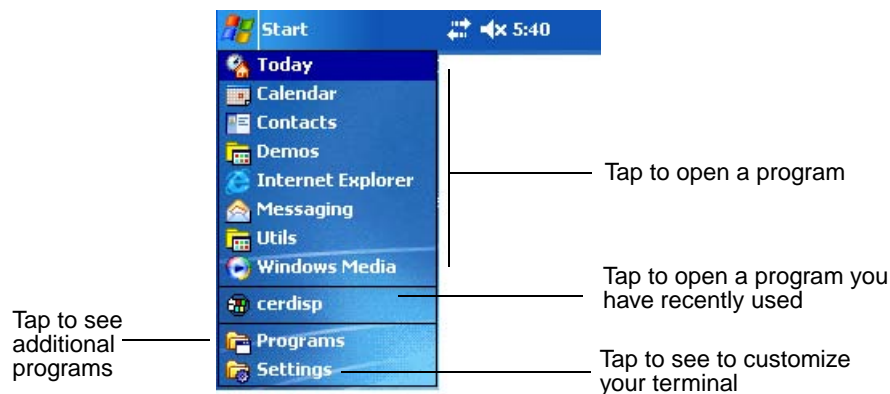 Start 5:40
Today
Calendar
Contacts
Demos
Internet Explorer
Messaging
Utils
Windows Media
cerdisp
Programs
Settings
Tap to open a program
Tap to open a program you
have recently used
Tap to see
additional
programs
Tap to see to customize
your terminal